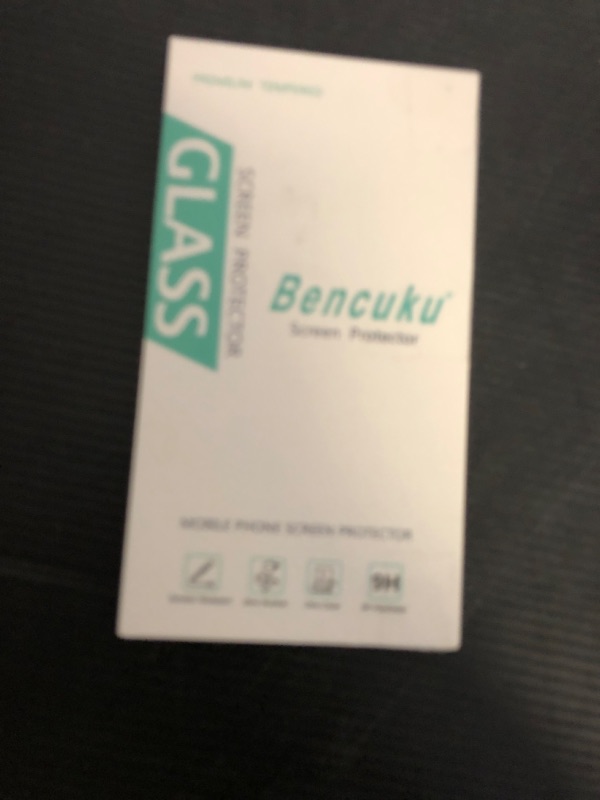 PREMIUM TEMPERED
GLASS
SCREEN PROTECTOR
Bencuku
Screen Protector
MOBILE PHONE SCREEN PROTECTOR
9H